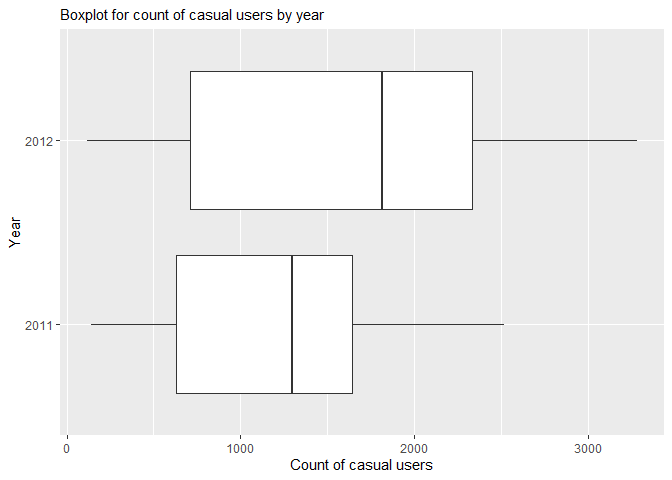 Boxplot for count of casual users by year
Year
2012
2011
0 1000 2000 3000
Count of casual users